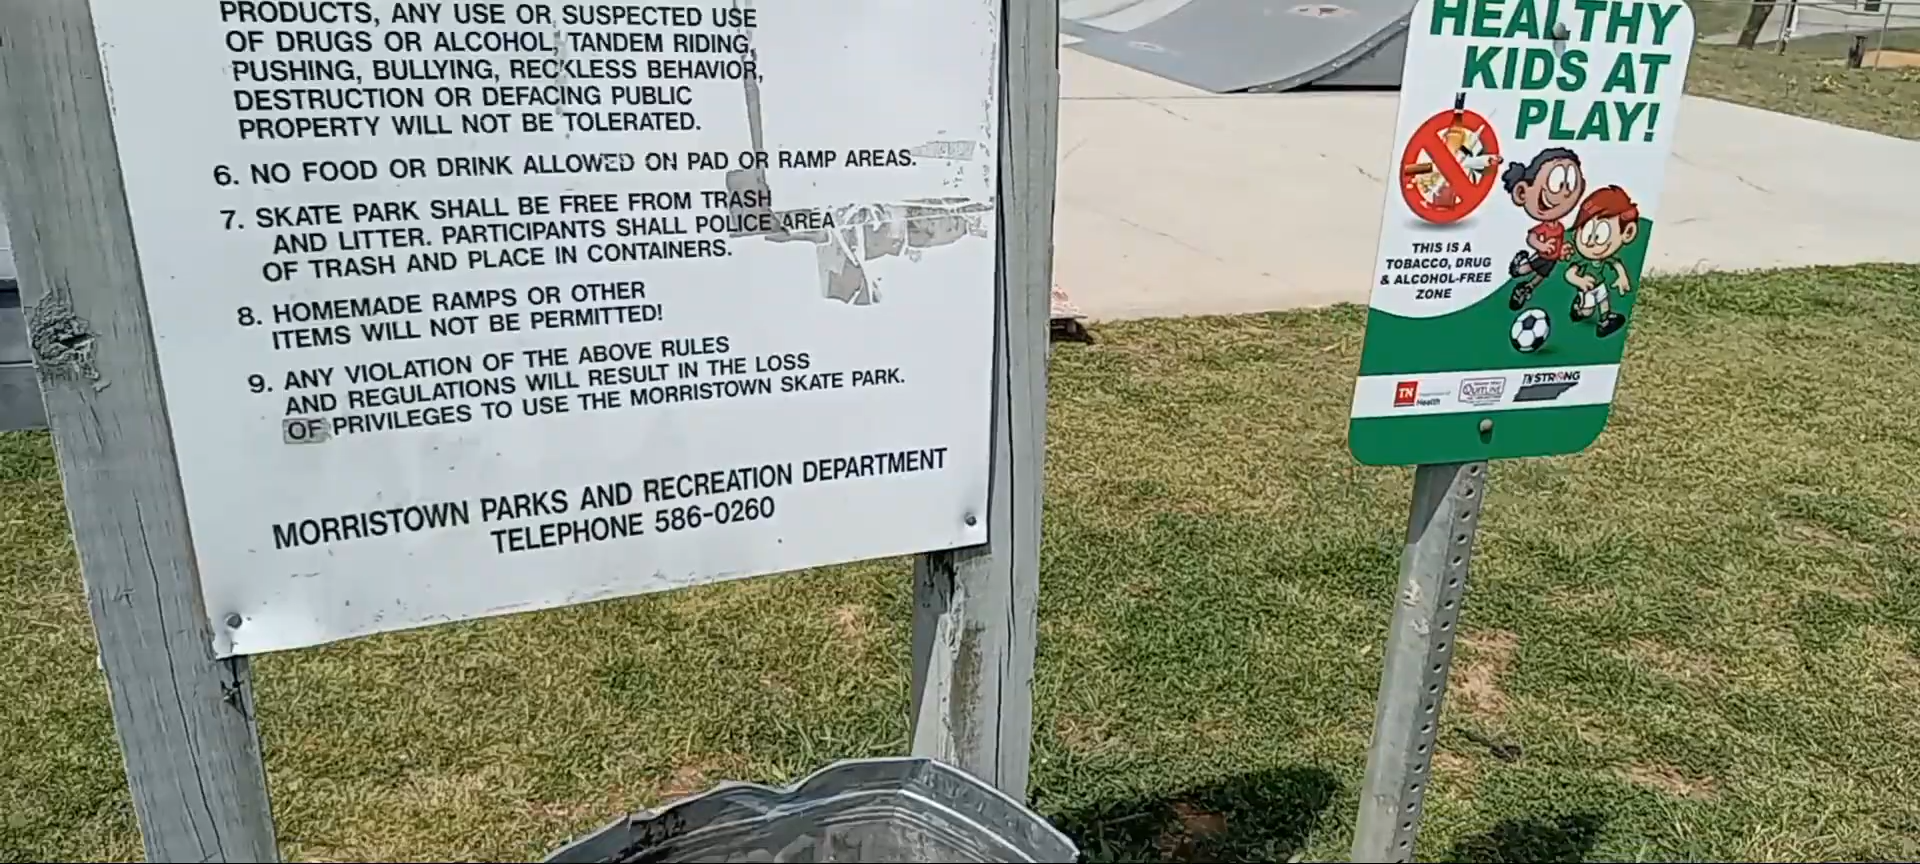 PRODUCTS, ANY USE OR SUSPECTED USE
OF DRUGS OR ALCOHOL, TANDEM RIDING,
PUSHING, BULLYING, RECKLESS BEHAVIOR,
DESTRUCTION OR DEFACING PUBLIC
PROPERTY WILL NOT BE TOLERATED.
6. NO FOOD OR DRINK ALLOWED ON PAD OR RAMP AREAS.
7. SKATE PARK SHALL BE FREE FROM TRASH
AND LITTER. PARTICIPANTS SHALL POLICE AREA
OF TRASH AND PLACE IN CONTAINERS.
8. HOMEMADE RAMPS OR OTHER
ITEMS WILL NOT BE PERMITTED!
9. ANY VIOLATION OF THE ABOVE RULES
AND REGULATIONS WILL RESULT IN THE LOSS
OF PRIVILEGES TO USE THE MORRISTOWN SKATE PARK.
MORRISTOWN PARKS AND RECREATION DEPARTMENT
TELEPHONE 586-0260
HEALTHY
KIDS AT
PLAY!
THIS IS A
TOBACCO, DRUG
& ALCOHOL-FREE
ZONE
TN
Health
QUITLINE
TN STRONG